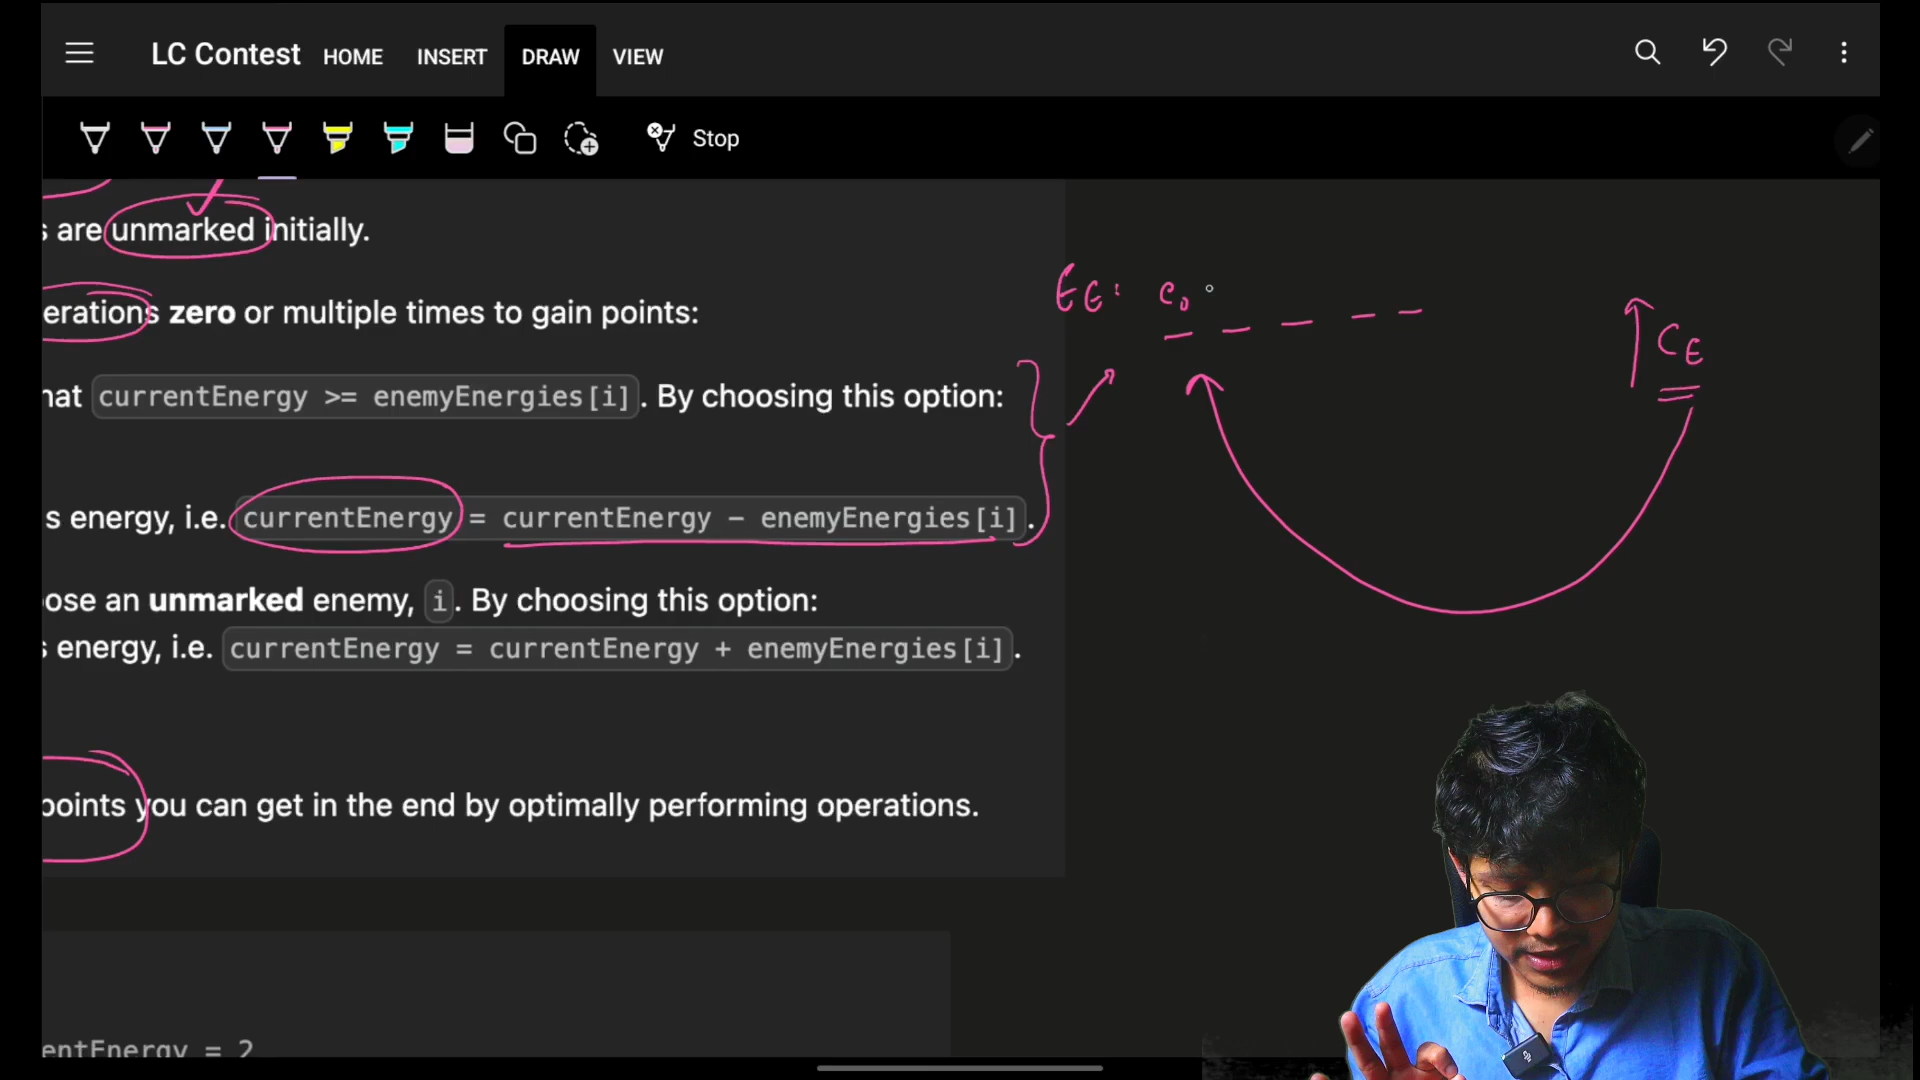 LC Contest HOME INSERT DRAW VIEW
Stop
s are unmarked initially.
erations zero or multiple times to gain points:
hat currentEnergy >= enemyEnergies[i]. By choosing this option:
s energy, i.e. currentEnergy = currentEnergy - enemyEnergies[i].
ose an unmarked enemy, i. By choosing this option:
s energy, i.e. currentEnergy = currentEnergy + enemyEnergies[i].
points you can get in the end by optimally performing operations.
entEnergy = 2
EE: e0
CE